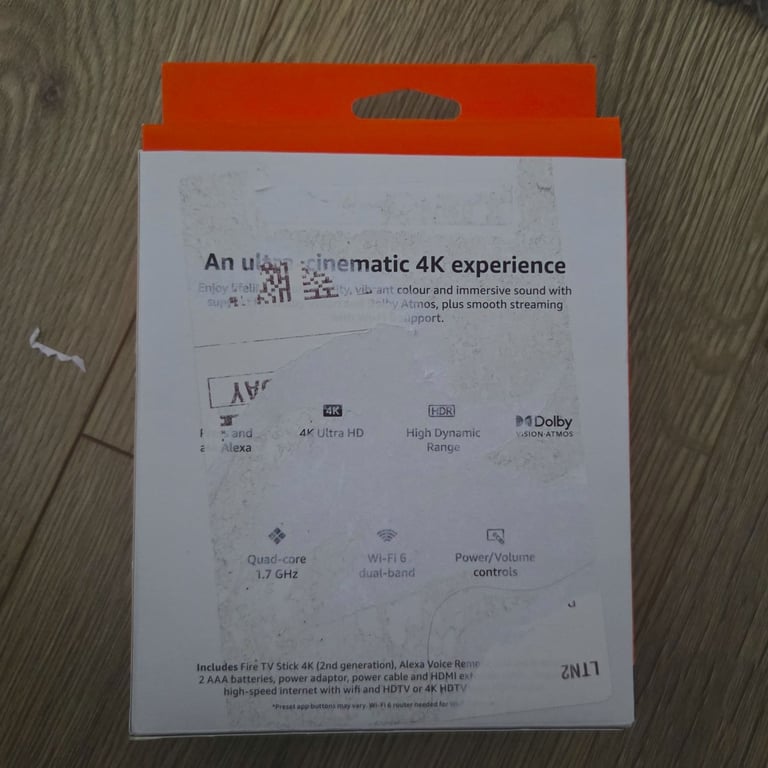 An cinematic 4K experience
Enjoy colour and immersive sound with
Dolby Atmos, plus smooth streaming
support.
and
Alexa
4K
4K Ultra HD
HDR
High Dynamic
Range
Dolby
VISION·ATMOS
Quad-core
1.7 GHz
Wi-Fi 6
dual-band
Power/Volume
controls
LTN2
Includes Fire TV Stick 4K (2nd generation), Alexa Voice
2 AAA batteries, power adaptor, power cable and HDMI
high-speed internet with wifi and HDTV or 4K HDTV
*Preset app buttons may vary. Wi-Fi 6 router needed for